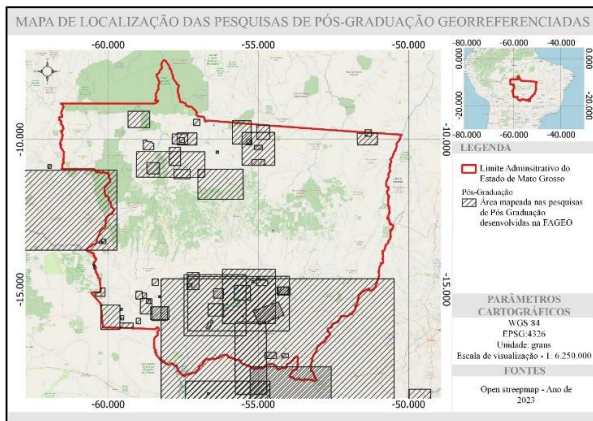 MAPA DE LOCALIZAÇÃO DAS PESQUISAS DE PÓS-GRADUAÇÃO GEORREFERENCIADAS
-60.000
-55.000
-50.000
-80.000
-60.000
-40.000
0.000
-20.000
-20.000
-80.000
-60.000
-40.000
-10.000
-10.000
-15.000
-15.000
-60.000
-55.000
-50.000
LEGENDA
Limite Adminsitrativo do
Estado de Mato Grosso
Pós-Graduação
Área mapeada nas pesquisas
de Pós Graduação
desenvolvidas na FAGEO
PARÂMETROS
CARTOGRÁFICOS
WGS 84
EPSG:4326
Unidade: graus
Escala de visualização - 1: 6.250,000
FONTES
Open streepmap - Ano de
2023